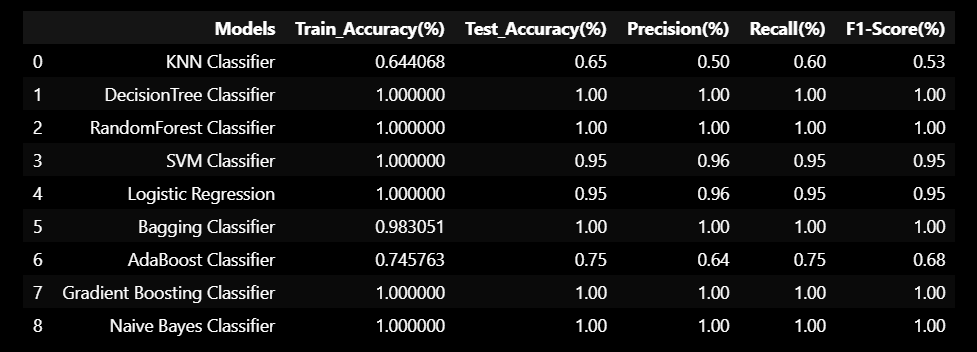 Models Train_Accuracy(%) Test_Accuracy(%) Precision(%) Recall(%) F1-Score(%)
0 KNN Classifier 0.644068 0.65 0.50 0.60 0.53
1 DecisionTree Classifier 1.000000 1.00 1.00 1.00 1.00
2 RandomForest Classifier 1.000000 1.00 1.00 1.00 1.00
3 SVM Classifier 1.000000 0.95 0.96 0.95 0.95
4 Logistic Regression 1.000000 0.95 0.96 0.95 0.95
5 Bagging Classifier 0.983051 1.00 1.00 1.00 1.00
6 AdaBoost Classifier 0.745763 0.75 0.64 0.75 0.68
7 Gradient Boosting Classifier 1.000000 1.00 1.00 1.00 1.00
8 Naive Bayes Classifier 1.000000 1.00 1.00 1.00 1.00